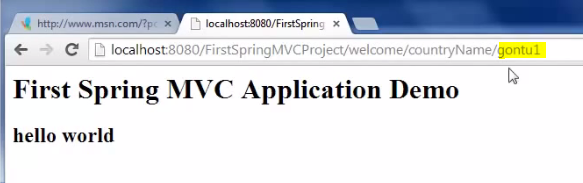 http://www.msn.com/?pc
localhost:8080/FirstSpring
localhost:8080/FirstSpringMVCProject/welcome/countryName/gontu1
First Spring MVC Application Demo
hello world